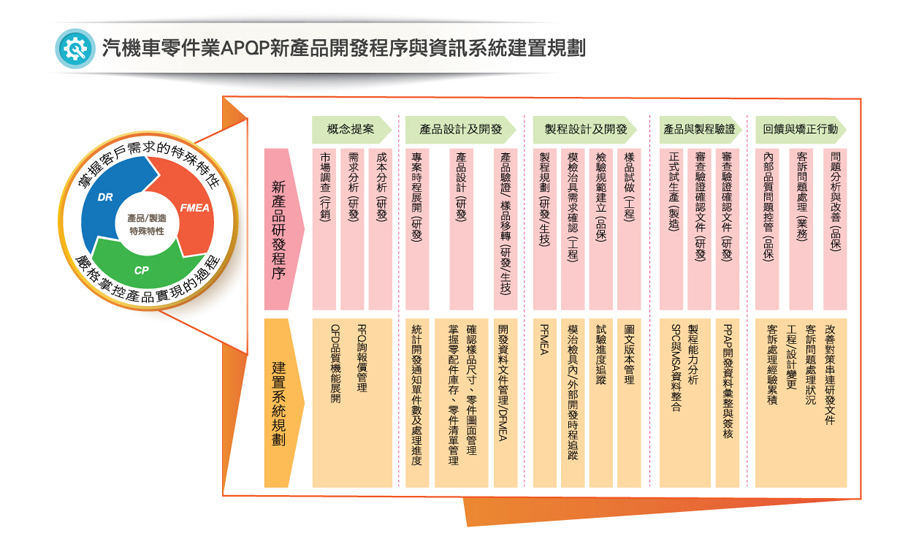 汽機車零件業APQP新產品開發程序與資訊系統建置規劃
掌握客戶需求的特殊特性
DR
FMEA
CP
產品/製造
特殊特性
嚴格掌控產品實現的過程
概念提案
產品設計及開發
製程設計及開發
產品與製程驗證
回饋與矯正行動
新產品研發程序
市場調查(行銷)
需求分析(研發)
成本分析(研發)
專案時程展開(研發)
產品設計(研發)
產品驗證/樣品移轉(研發/生技)
製程規劃(研發/生技)
模檢治具需求確認(工程)
檢驗規範建立(品保)
樣品試做(工程)
正式試生產(製造)
審查驗證確認文件(研發)
審查驗證確認文件(研發)
內部品質問題控管(品保)
客訴問題處理(業務)
問題分析與改善(品保)
建置系統規劃
QFD品質機能展開
RFQ詢報價管理
統計開發通知單件數及處理進度
掌握零配件庫存、零件清單管理
確認樣品尺寸、零件圖面管理
開發資料文件管理/DFMEA
PFMEA
模治檢具內/外部開發時程追蹤
試驗進度追蹤
圖文版本管理
SPC與MSA資料整合
製程能力分析
PPAP開發資料彙整與簽核
客訴處理經驗累積
工程/設計變更
客訴問題處理狀況
改善對策串連研發文件